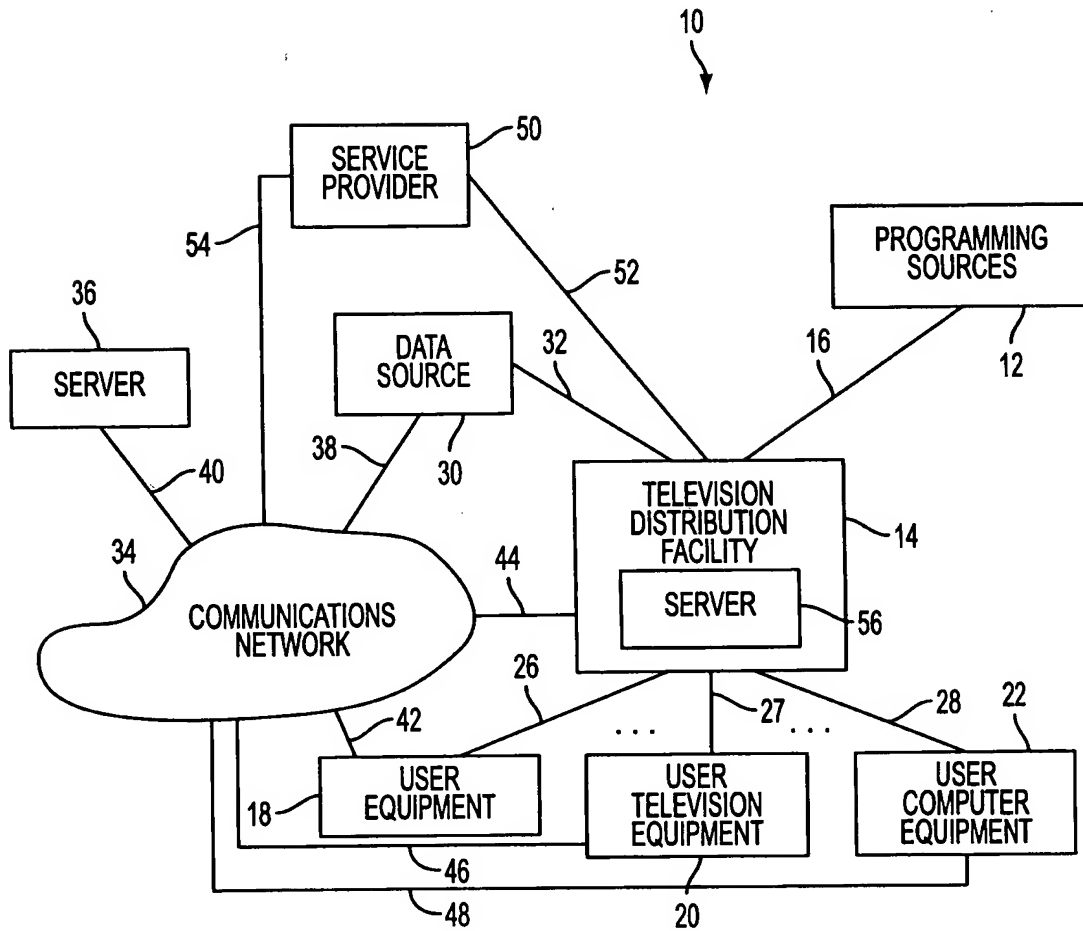 10
SERVICE
PROVIDER
50
54
52
PROGRAMMING
SOURCES
12
36
SERVER
DATA
SOURCE
32
30
16
40
38
34
COMMUNICATIONS
NETWORK
44
TELEVISION
DISTRIBUTION
FACILITY
14
SERVER
56
26
27
28
22
42
... ...
18
USER
EQUIPMENT
USER
TELEVISION
EQUIPMENT
USER
COMPUTER
EQUIPMENT
46
48
20